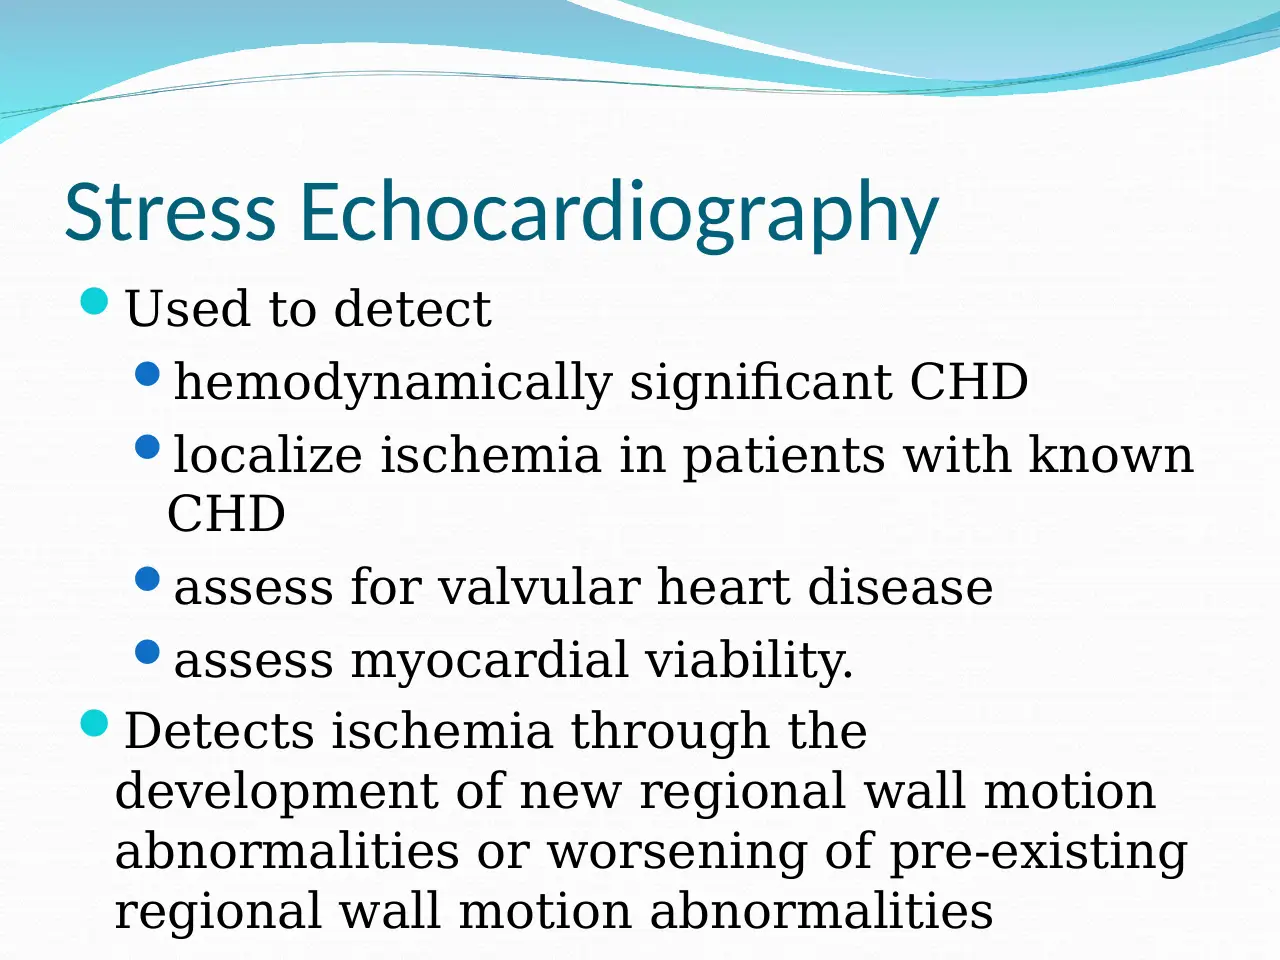 Stress Echocardiography
Used to detect
hemodynamically significant CHD
localize ischemia in patients with known
CHD
assess for valvular heart disease
assess myocardial viability.
Detects ischemia through the
development of new regional wall motion
abnormalities or worsening of pre-existing
regional wall motion abnormalities